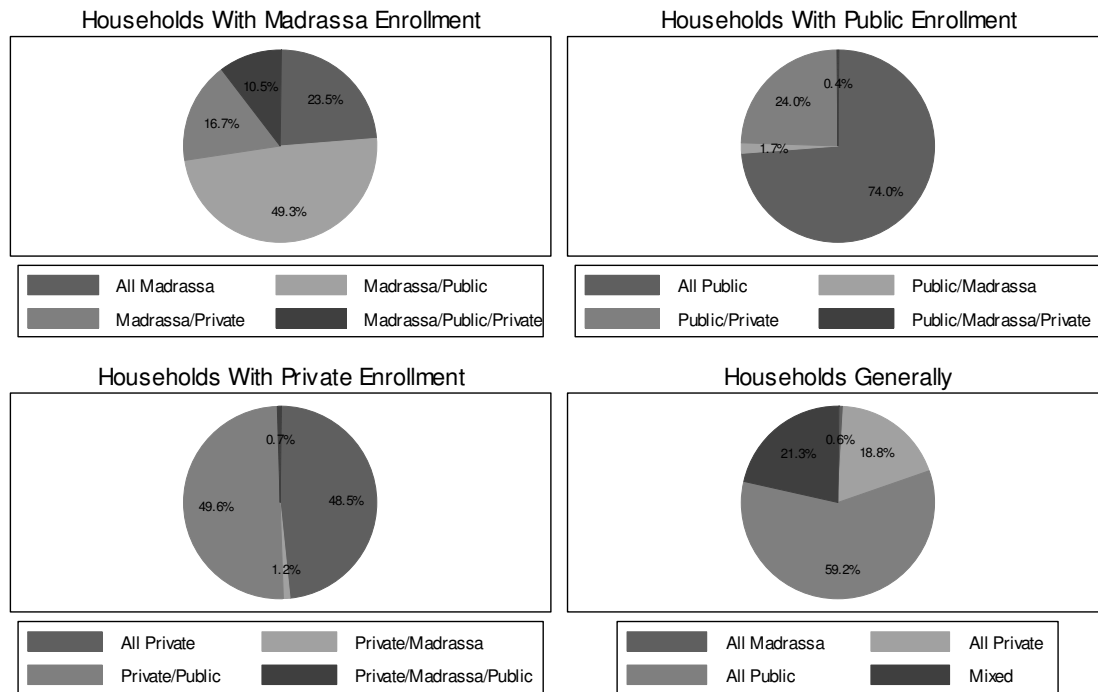 Households With Madrassa Enrollment
10.5%
23.5%
16.7%
49.3%
All Madrassa
Madrassa/Public
Madrassa/Private
Madrassa/Public/Private
Households With Public Enrollment
0.4%
24.0%
1.7%
74.0%
All Public
Public/Madrassa
Public/Private
Public/Madrassa/Private
Households With Private Enrollment
0.7%
49.6%
48.5%
1.2%
All Private
Private/Madrassa
Private/Public
Private/Madrassa/Public
Households Generally
0.6%
21.3%
18.8%
59.2%
All Madrassa
All Private
All Public
Mixed